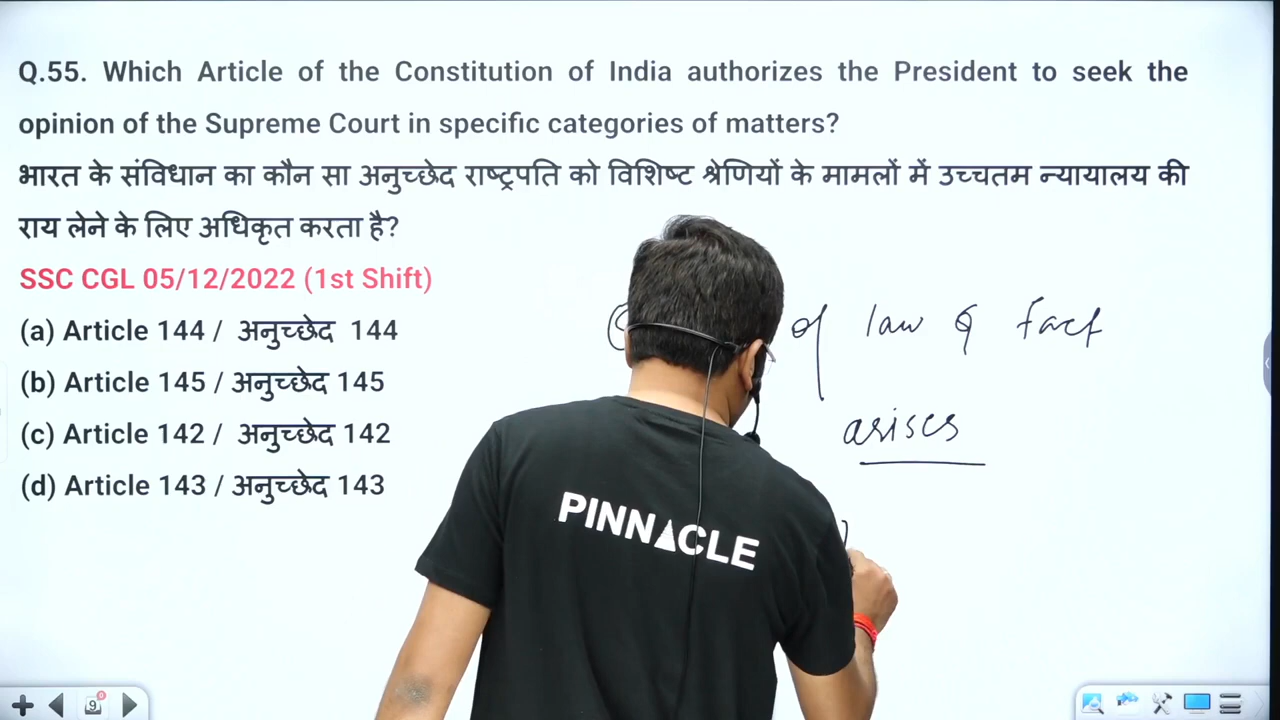 Q.55. Which Article of the Constitution of India authorizes the President to seek the
opinion of the Supreme Court in specific categories of matters?
भारत के संविधान का कौन सा अनुच्छेद राष्ट्रपति को विशिष्ट श्रेणियों के मामलों में उच्चतम न्यायालय की
राय लेने के लिए अधिकृत करता है?
SSC CGL 05/12/2022 (1st Shift)
(a) Article 144 / अनुच्छेद 144
(b) Article 145 / अनुच्छेद 145
(c) Article 142 / अनुच्छेद 142
(d) Article 143 / अनुच्छेद 143
of law & fact
arises
PINNACLE
9
0